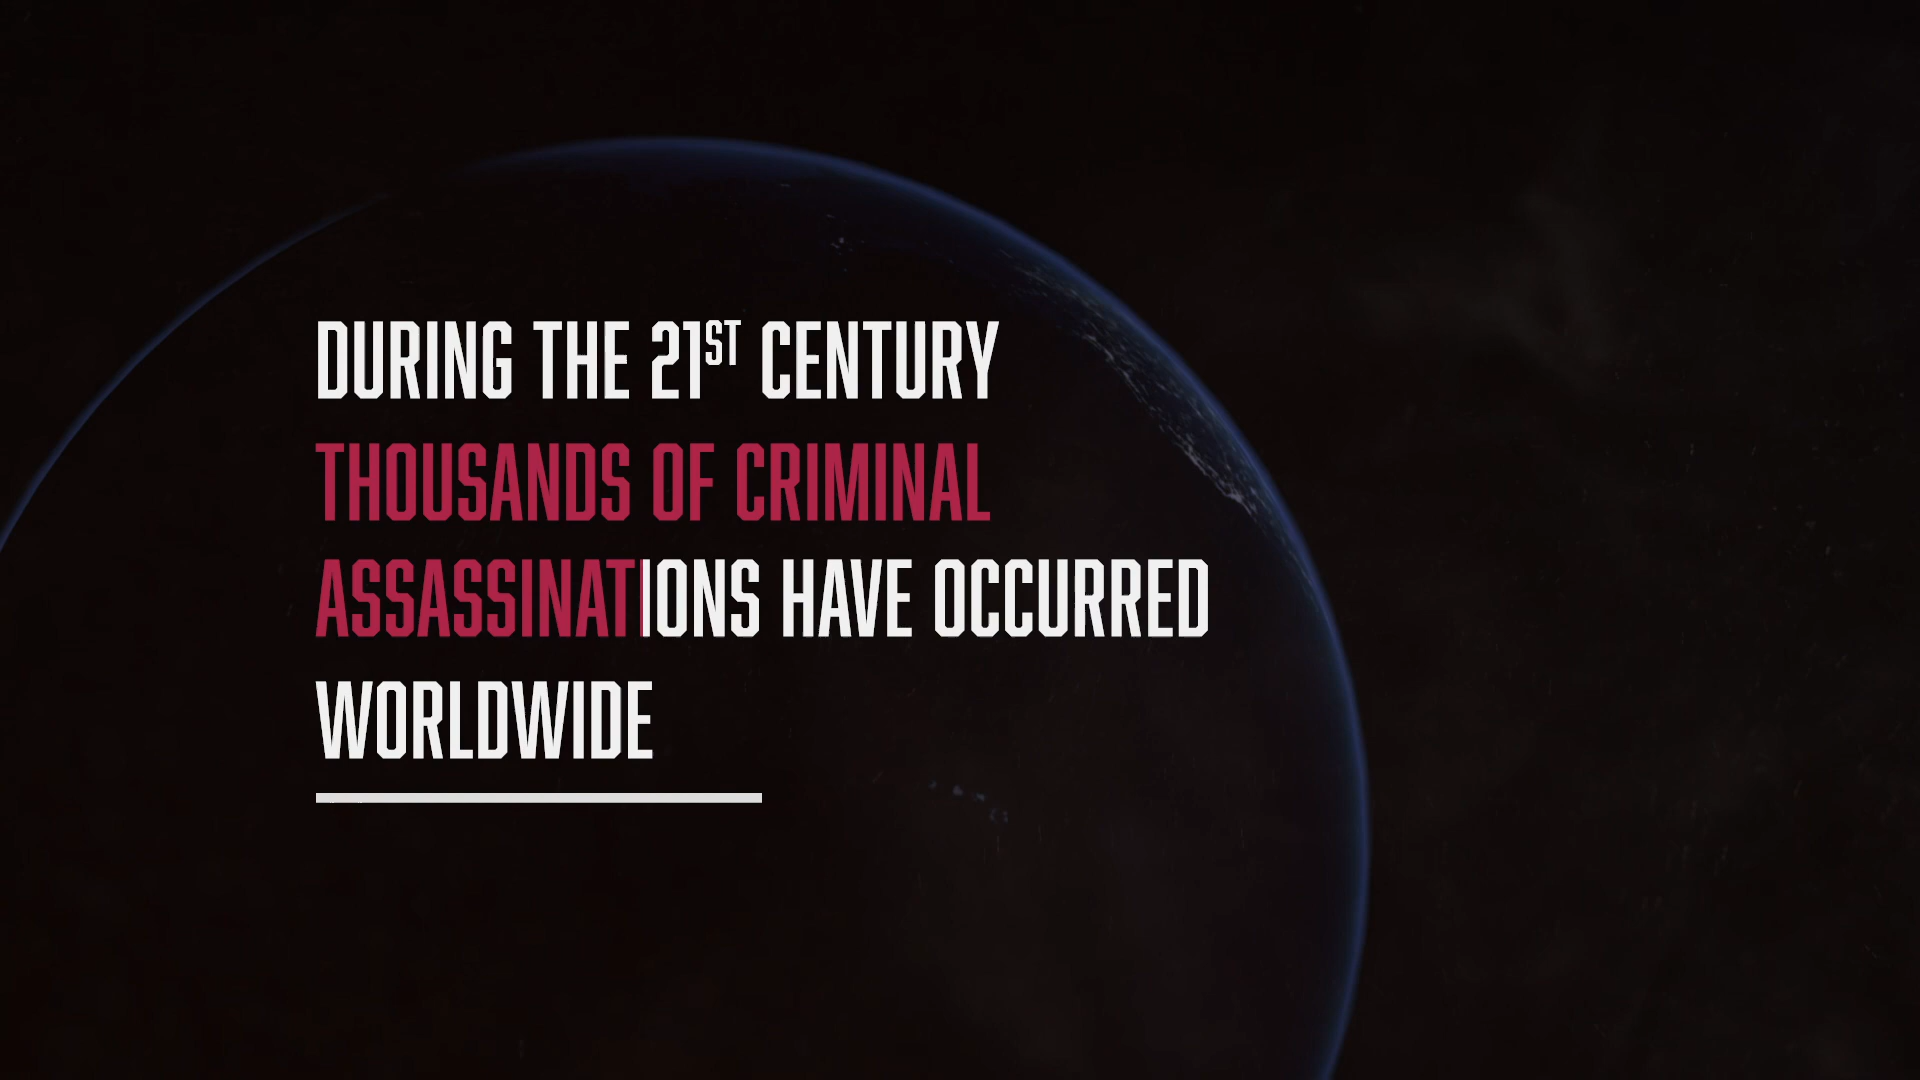 DURING THE 21ST CENTURY
THOUSANDS OF CRIMINAL
ASSASSINATIONS HAVE OCCURRED
WORLDWIDE